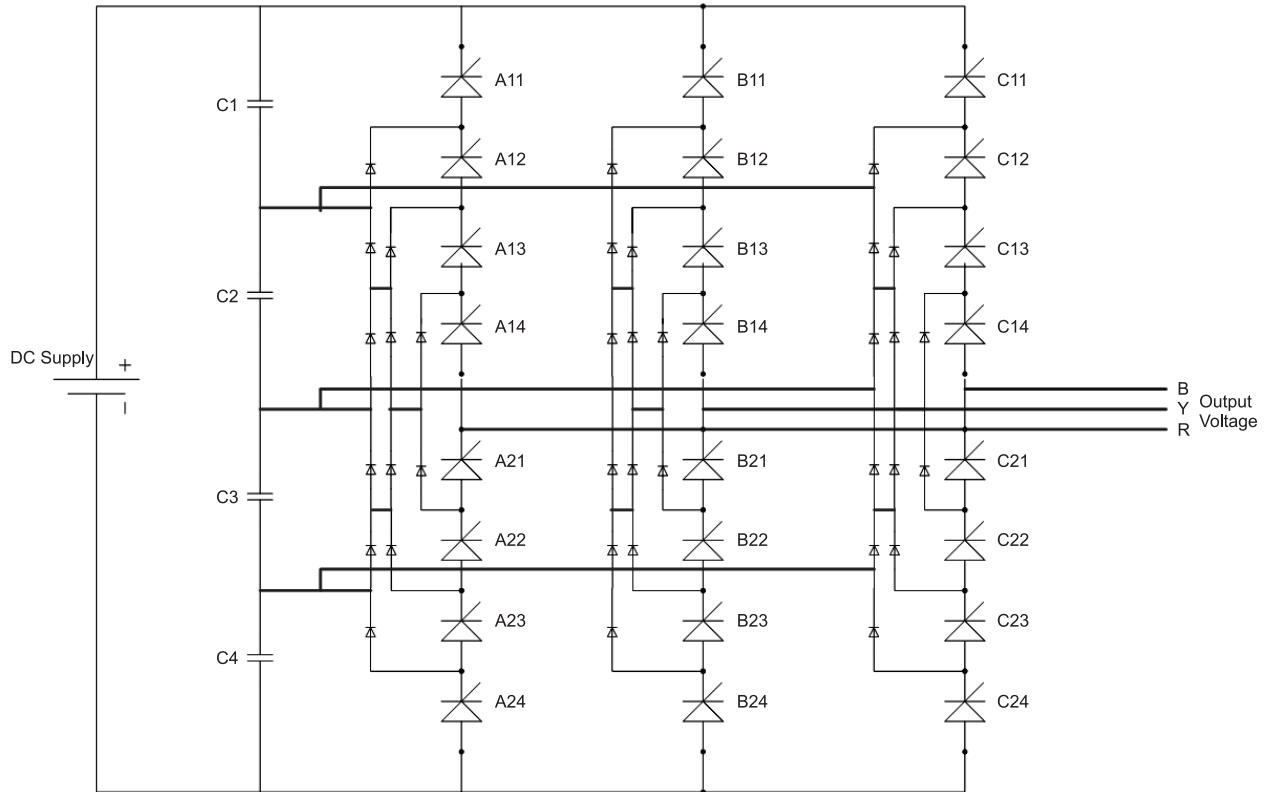 A11 B11 C11
C1
A12 B12 C12
A13 B13 C13
C2
A14 B14 C14
DC Supply +
–
B
Y Output
Voltage
R
A21 B21 C21
C3
A22 B22 C22
A23 B23 C23
C4
A24 B24 C24